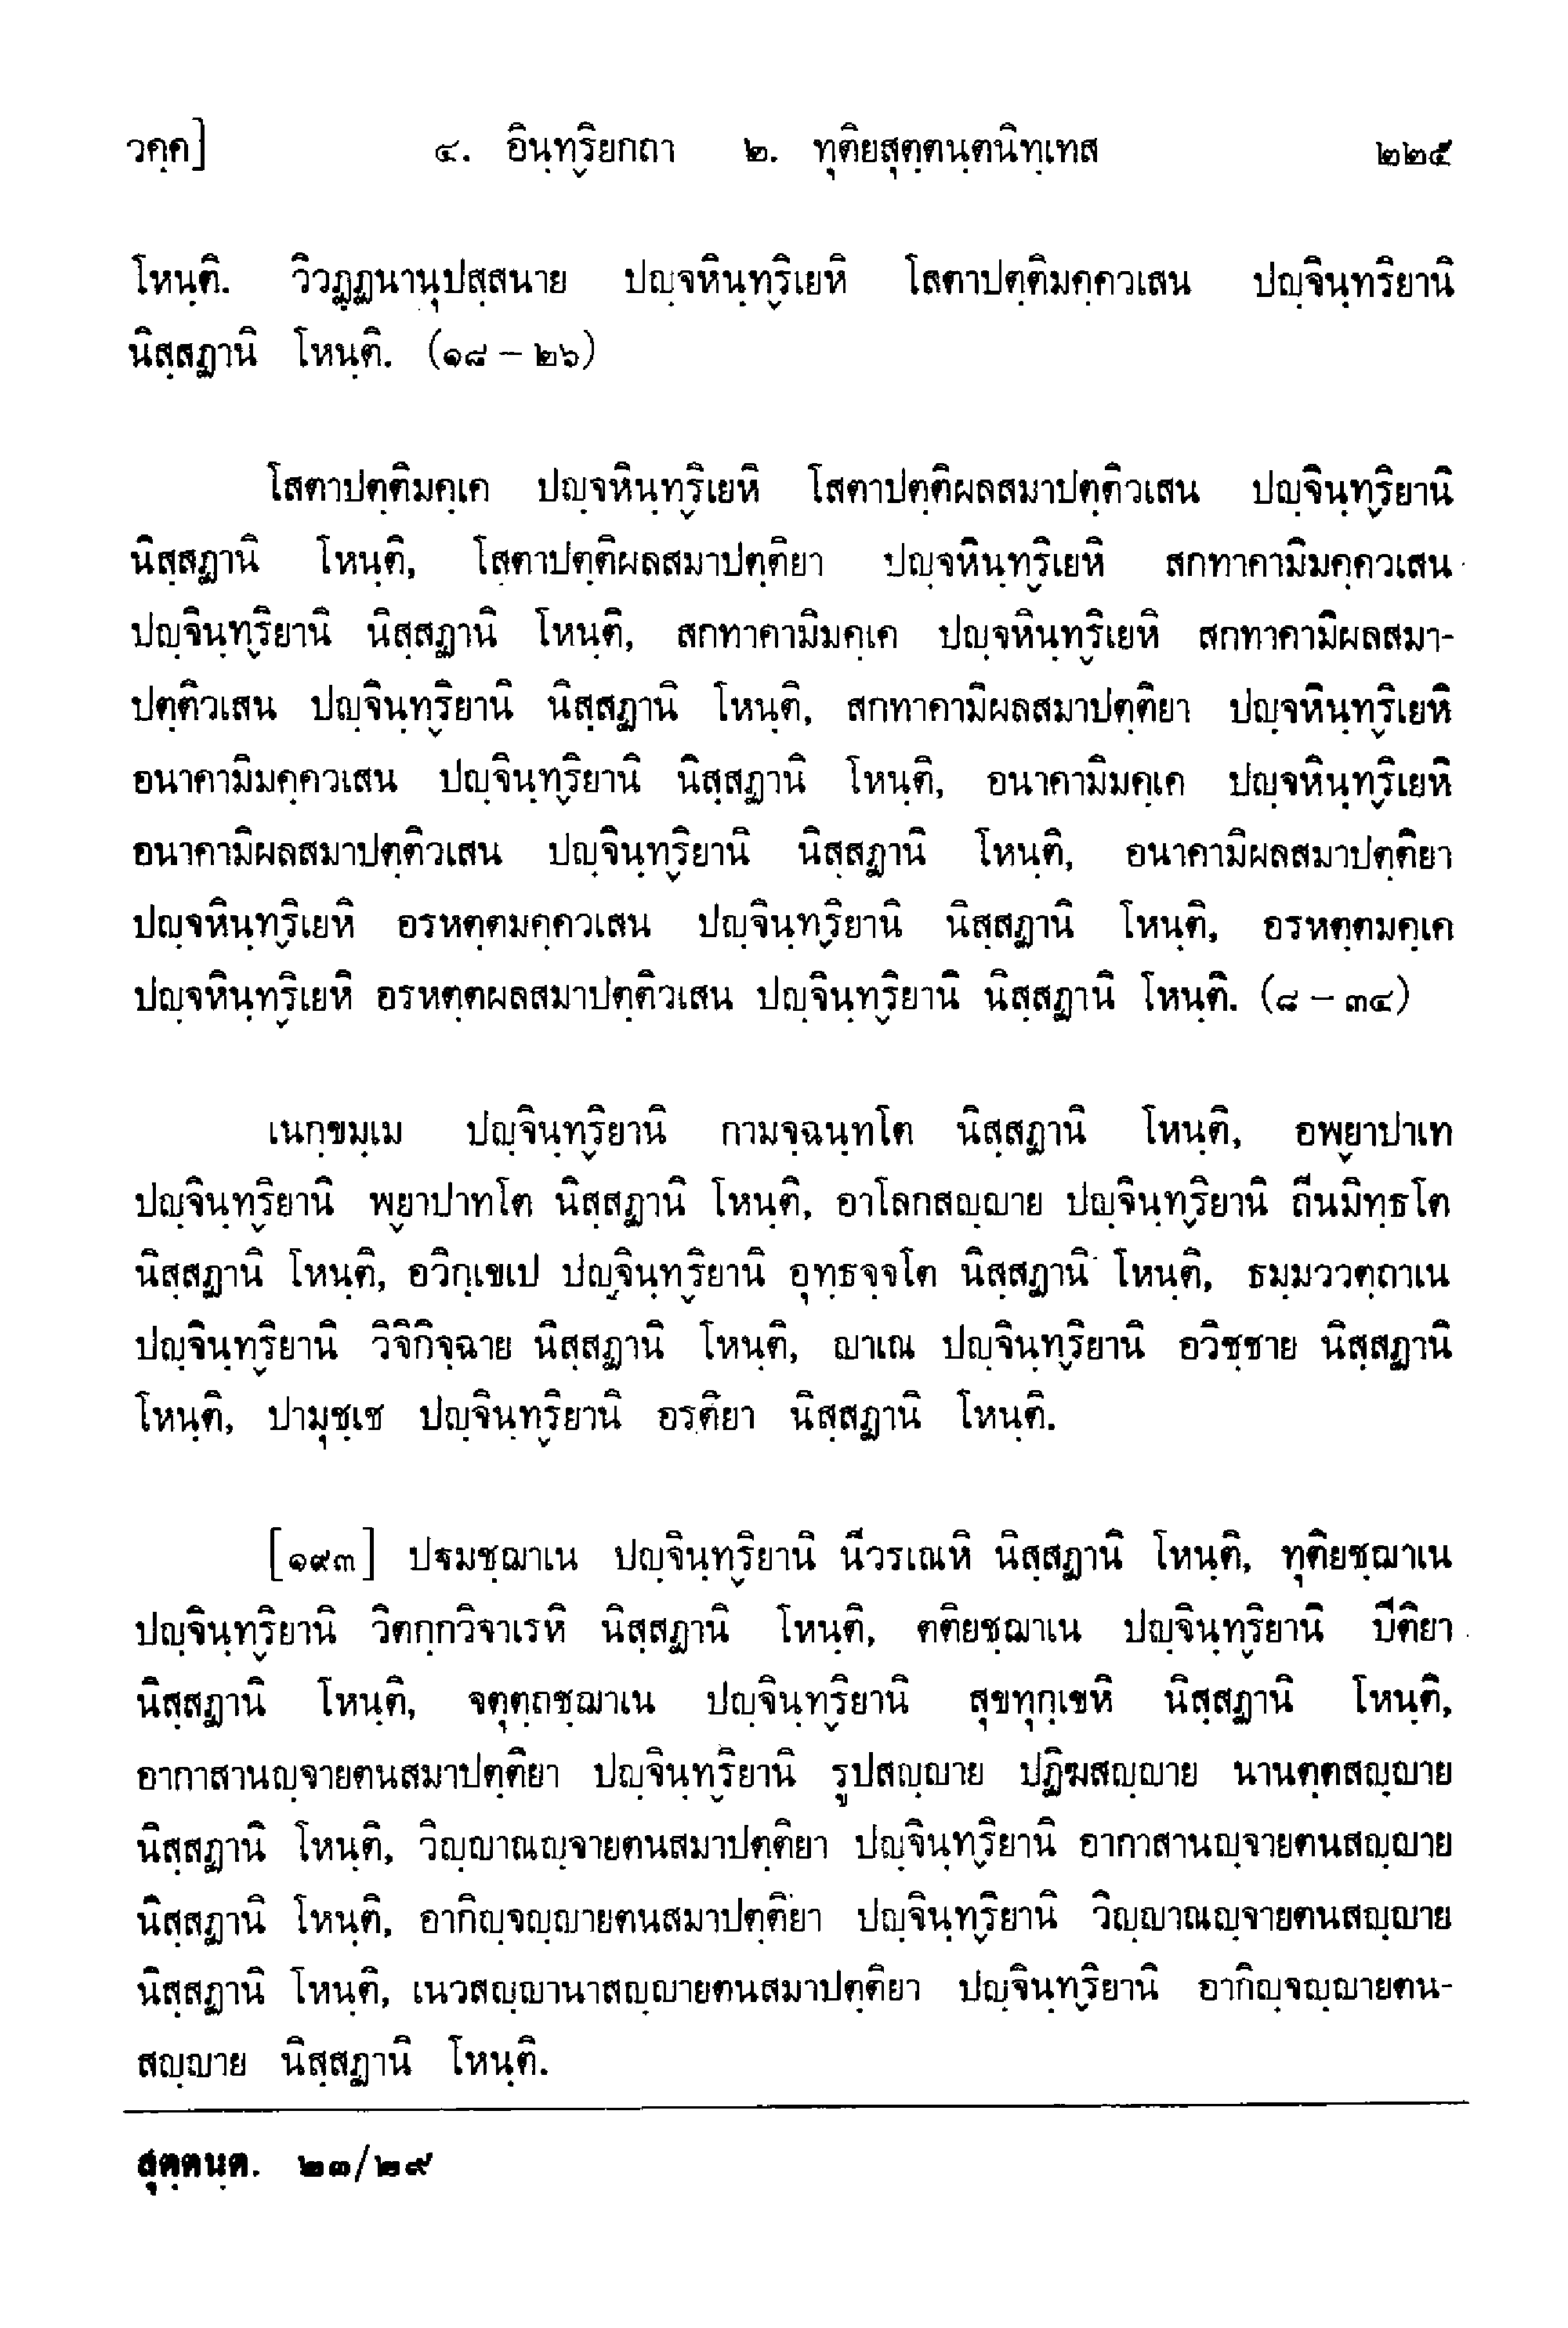 วคฺค] ๔. อินฺทฺริยกถา ๒. ทุติยสุตฺตนฺตนิทฺเทส ๒๒๕
โหนฺติ. วิวฏฺฏนานุปสฺสนาย ปญฺจหินฺทฺริเยหิ โสตาปตฺติมคฺควเสน ปญฺจินฺทริยานิ
นิสฺสฏานิ โหนฺติ. (๑๘ – ๒๖)
โสตาปตฺติมคฺเค ปญฺจหินฺทฺริเยหิ โสตาปตฺติผลสมาปตฺติวเสน ปญฺจินฺทฺริยานิ
นิสฺสฏานิ โหนฺติ, โสตาปตฺติผลสมาปตฺติยา ปญฺจหินฺทฺริเยหิ สกทาคามิมคฺควเสน
ปญฺจินฺทฺริยานิ นิสฺสฏานิ โหนฺติ, สกทาคามิมคฺเค ปญฺจหินฺทฺริเยหิ สกทาคามิผลสมา-
ปตฺติวเสน ปญฺจินฺทฺริยานิ นิสฺสฏานิ โหนฺติ, สกทาคามิผลสมาปตฺติยา ปญฺจหินฺทฺริเยหิ
อนาคามิมคฺควเสน ปญฺจินฺทฺริยานิ นิสฺสฏานิ โหนฺติ, อนาคามิมคฺเค ปญฺจหินฺทฺริเยหิ
อนาคามิผลสมาปตฺติวเสน ปญฺจินฺทฺริยานิ นิสฺสฏานิ โหนฺติ, อนาคามิผลสมาปตฺติยา
ปญฺจหินฺทฺริเยหิ อรหตฺตมคฺควเสน ปญฺจินฺทฺริยานิ นิสฺสฏานิ โหนฺติ, อรหตฺตมคฺเค
ปญฺจหินฺทฺริเยหิ อรหตฺตผลสมาปตฺติวเสน ปญฺจินฺทฺริยานิ นิสฺสฏานิ โหนฺติ. (๘ – ๓๔)
เนกฺขมฺเม ปญฺจินฺทฺริยานิ กามจฺฉนฺทโต นิสฺสฏานิ โหนฺติ, อพฺยาปาเท
ปญฺจินฺทฺริยานิ พฺยาปาทโต นิสฺสฏานิ โหนฺติ, อาโลกสญฺญาย ปญฺจินฺทฺริยานิ ถีนมิทฺธโต
นิสฺสฏานิ โหนฺติ, อวิกฺเขเป ปญฺจินฺทฺริยานิ อุทฺธจฺจโต นิสฺสฏานิ โหนฺติ, ธมฺมววตฺถาเน
ปญฺจินฺทฺริยานิ วิจิกิจฺฉาย นิสฺสฏานิ โหนฺติ, ญาเณ ปญฺจินฺทฺริยานิ อวิชฺชาย นิสฺสฏานิ
โหนฺติ, ปามุชฺเช ปญฺจินฺทฺริยานิ อรติยา นิสฺสฏานิ โหนฺติ.
[๑๙๓] ปฐมชฺฌาเน ปญฺจินฺทฺริยานิ นีวรเณหิ นิสฺสฏานิ โหนฺติ, ทุติยชฺฌาเน
ปญฺจินฺทฺริยานิ วิตกฺกวิจาเรหิ นิสฺสฏานิ โหนฺติ, ตติยชฺฌาเน ปญฺจินฺทฺริยานิ ปีติยา
นิสฺสฏานิ โหนฺติ, จตุตฺถชฺฌาเน ปญฺจินฺทฺริยานิ สุขทุกฺเขหิ นิสฺสฏานิ โหนฺติ,
อากาสานญฺจายตนสมาปตฺติยา ปญฺจินฺทฺริยานิ รูปสญฺญาย ปฏิฆสญฺญาย นานตฺตสญฺญาย
นิสฺสฏานิ โหนฺติ, วิญฺญาณญฺจายตนสมาปตฺติยา ปญฺจินฺทฺริยานิ อากาสานญฺจายตนสญฺญาย
นิสฺสฏานิ โหนฺติ, อากิญฺจญฺญายตนสมาปตฺติยา ปญฺจินฺทฺริยานิ วิญฺญาณญฺจายตนสญฺญาย
นิสฺสฏานิ โหนฺติ, เนวสญฺญานาสญฺญายตนสมาปตฺติยา ปญฺจินฺทฺริยานิ อากิญฺจญฺญายตน-
สญฺญาย นิสฺสฏานิ โหนฺติ.
สุตฺตนฺต. ๒๓/๒๙